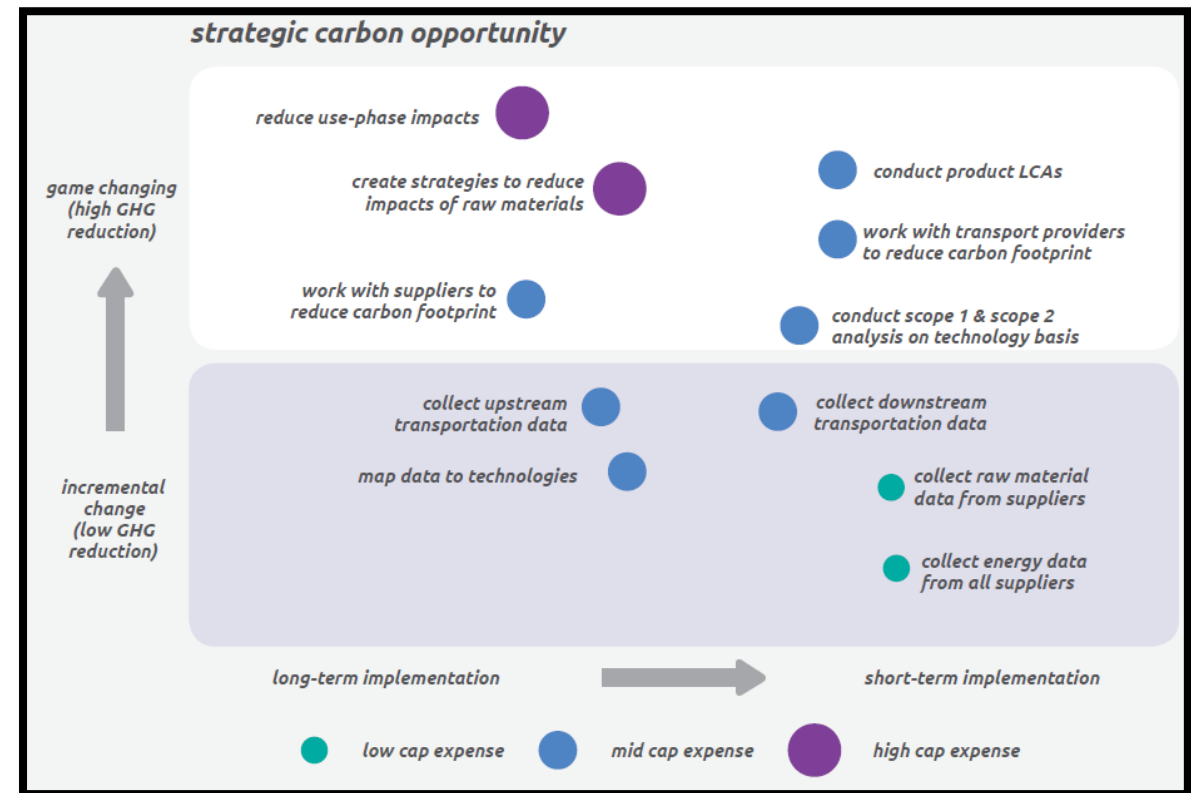 strategic carbon opportunity
reduce use-phase impacts
create strategies to reduce
impacts of raw materials
conduct product LCAs
game changing
(high GHG
reduction)
work with transport providers
to reduce carbon footprint
work with suppliers to
reduce carbon footprint
conduct scope 1 & scope 2
analysis on technology basis
collect upstream
transportation data
collect downstream
transportation data
map data to technologies
incremental
change
(low GHG
reduction)
collect raw material
data from suppliers
collect energy data
from all suppliers
long-term implementation
short-term implementation
low cap expense
mid cap expense
high cap expense